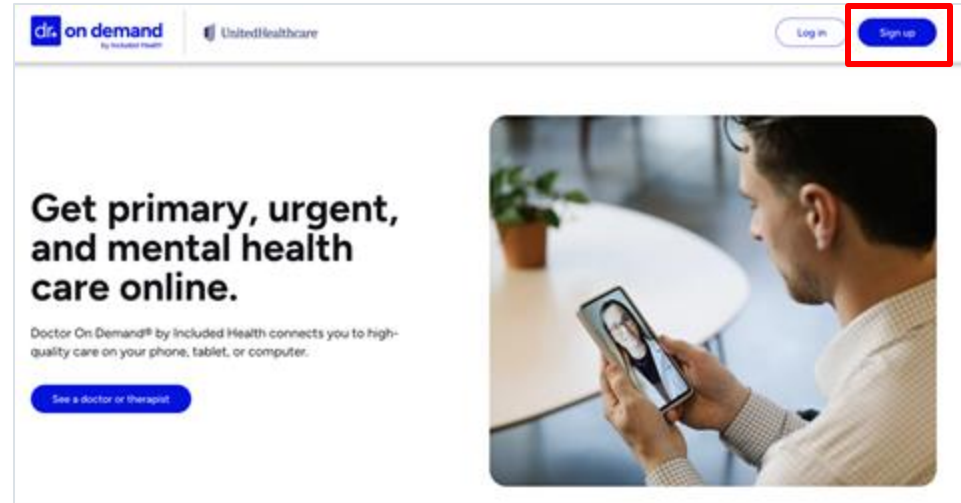 dr. on demand
by Included Health
UnitedHealthcare
Log in
Sign up
Get primary, urgent,
and mental health
care online.
Doctor On Demand® by Included Health connects you to high-
quality care on your phone, tablet, or computer.
See a doctor or therapist